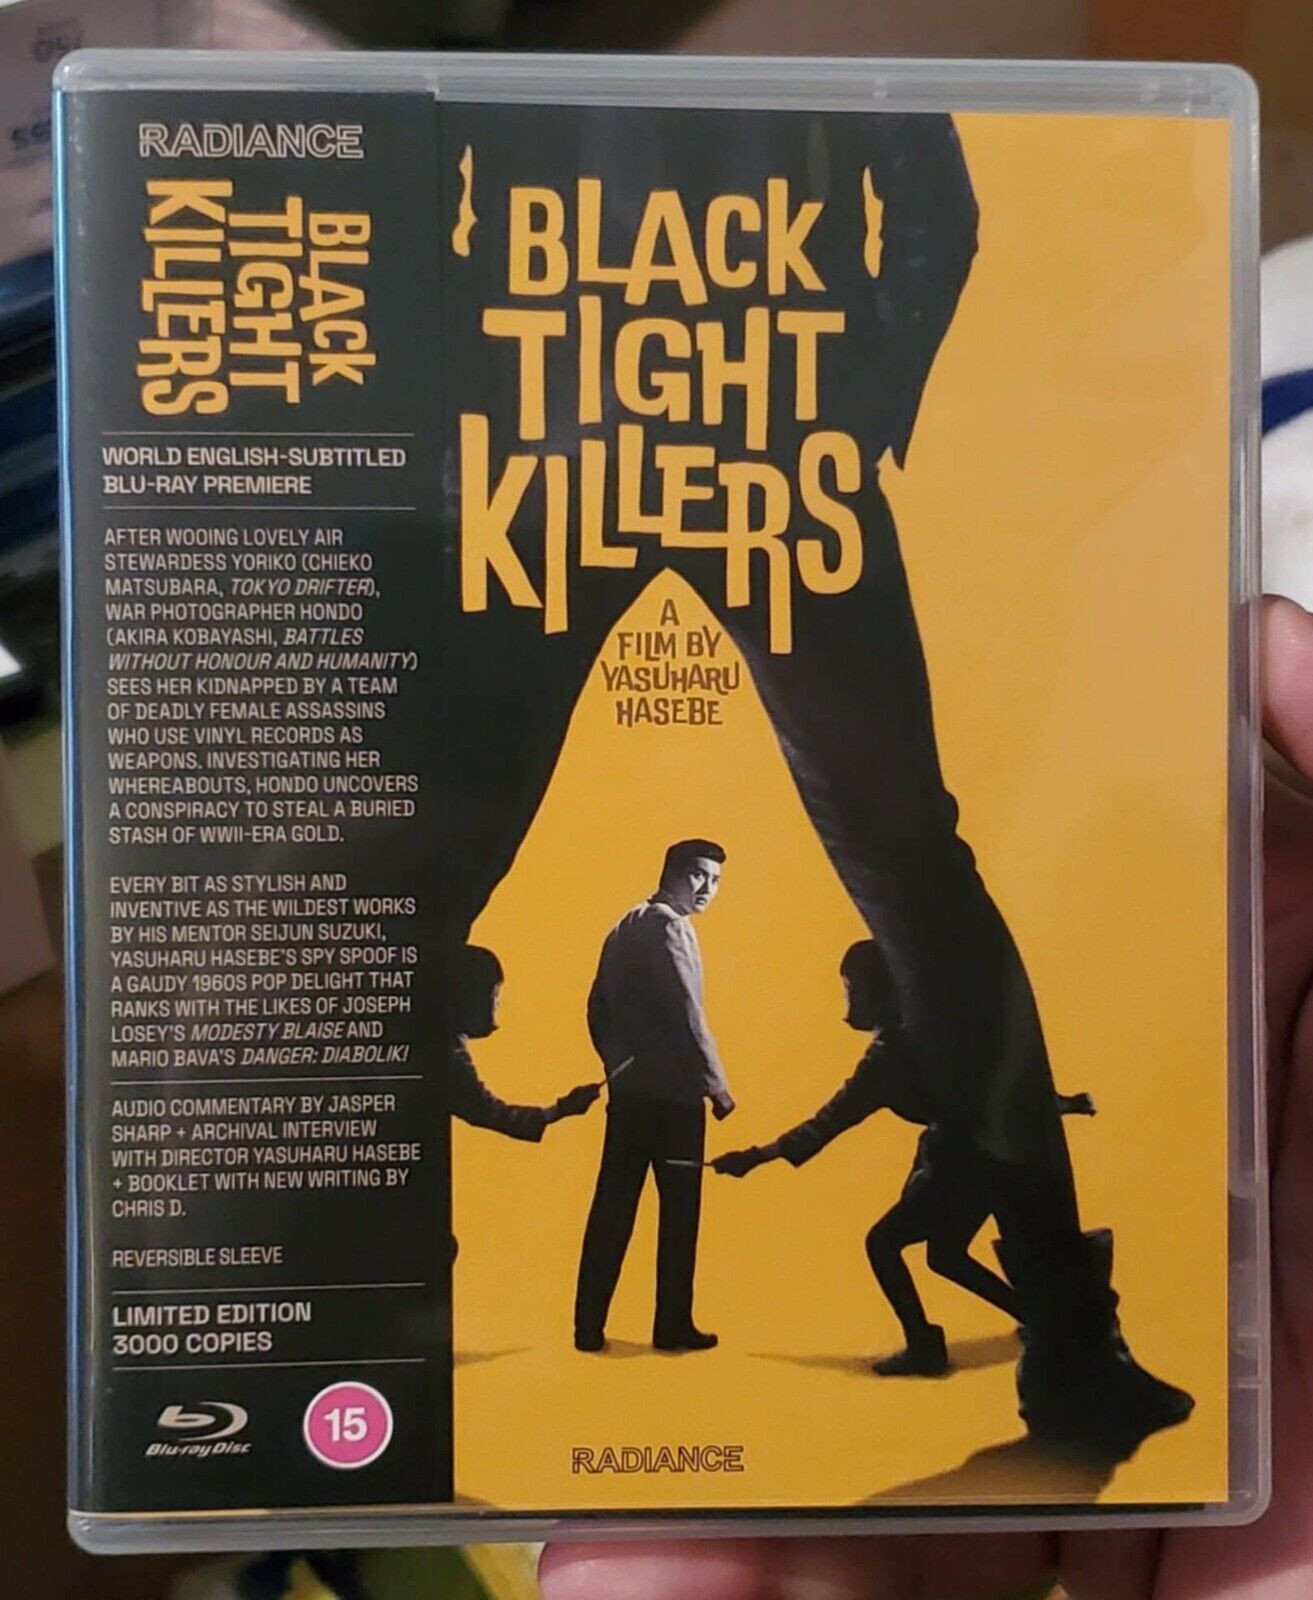 RADIANCE
BLACK
TIGHT
KILLERS
WORLD ENGLISH-SUBTITLED
BLU-RAY PREMIERE
AFTER WOOING LOVELY AIR
STEWARDESS YORIKO (CHIEKO
MATSUBARA, TOKYO DRIFTER),
WAR PHOTOGRAPHER HONDO
(AKIRA KOBAYASHI, BATTLES
WITHOUT HONOUR AND HUMANITY)
SEES HER KIDNAPPED BY A TEAM
OF DEADLY FEMALE ASSASSINS
WHO USE VINYL RECORDS AS
WEAPONS. INVESTIGATING HER
WHEREABOUTS, HONDO UNCOVERS
A CONSPIRACY TO STEAL A BURIED
STASH OF WWII-ERA GOLD.
EVERY BIT AS STYLISH AND
INVENTIVE AS THE WILDEST WORKS
BY HIS MENTOR SEIJUN SUZUKI,
YASUHARU HASEBE'S SPY SPOOF IS
A GAUDY 1960S POP DELIGHT THAT
RANKS WITH THE LIKES OF JOSEPH
LOSEY'S MODESTY BLAISE AND
MARIO BAVA'S DANGER: DIABOLIK!
AUDIO COMMENTARY BY JASPER
SHARP + ARCHIVAL INTERVIEW
WITH DIRECTOR YASUHARU HASEBE
+ BOOKLET WITH NEW WRITING BY
CHRIS D.
REVERSIBLE SLEEVE
LIMITED EDITION
3000 COPIES
Blu-ray Disc
15
BLACK
TIGHT
KILLERS
A
FILM BY
YASUHARU
HASEBE
RADIANCE